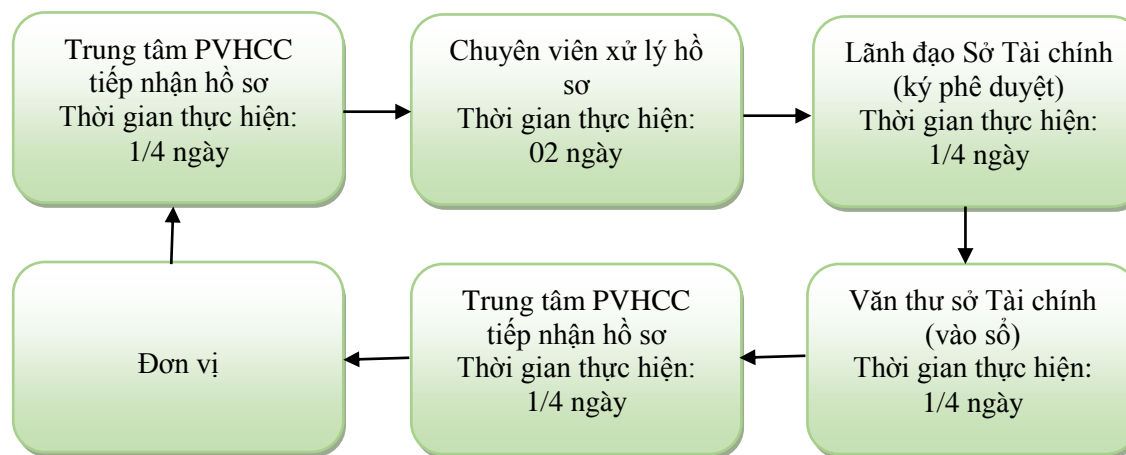 Trung tâm PVHCC
tiếp nhận hồ sơ
Thời gian thực hiện:
1/4 ngày
Chuyên viên xử lý hồ
sơ
Thời gian thực hiện:
02 ngày
Lãnh đạo Sở Tài chính
(ký phê duyệt)
Thời gian thực hiện:
1/4 ngày
Văn thư sở Tài chính
(vào sổ)
Thời gian thực hiện:
1/4 ngày
Trung tâm PVHCC
tiếp nhận hồ sơ
Thời gian thực hiện:
1/4 ngày
Đơn vị